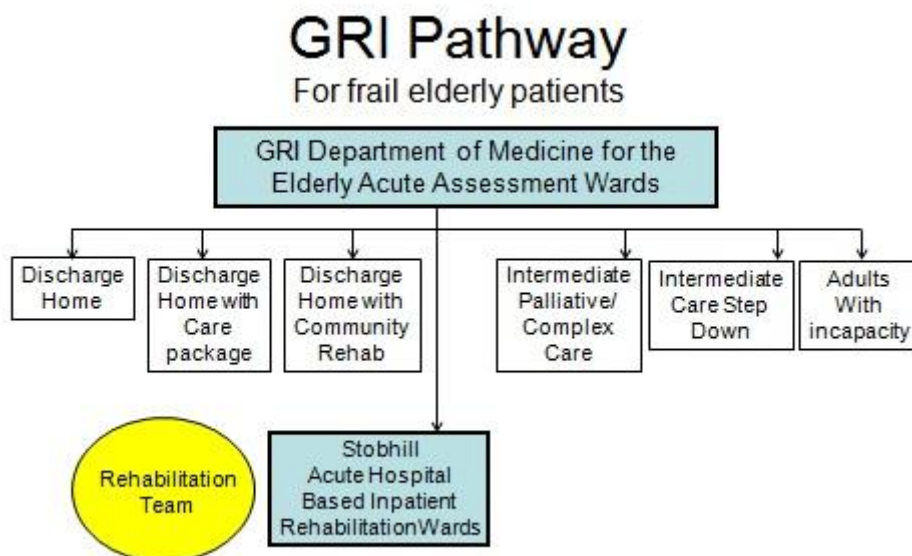 GRI Pathway
For frail elderly patients
GRI Department of Medicine for the
Elderly Acute Assessment Wards
Discharge
Home
Discharge
Home with
Care
package
Discharge
Home with
Community
Rehab
Intermediate
Palliative/
Complex
Care
Intermediate
Care Step
Down
Adults
With
incapacity
Rehabilitation
Team
Stobhill
Acute Hospital
Based Inpatient
Rehabilitation Wards